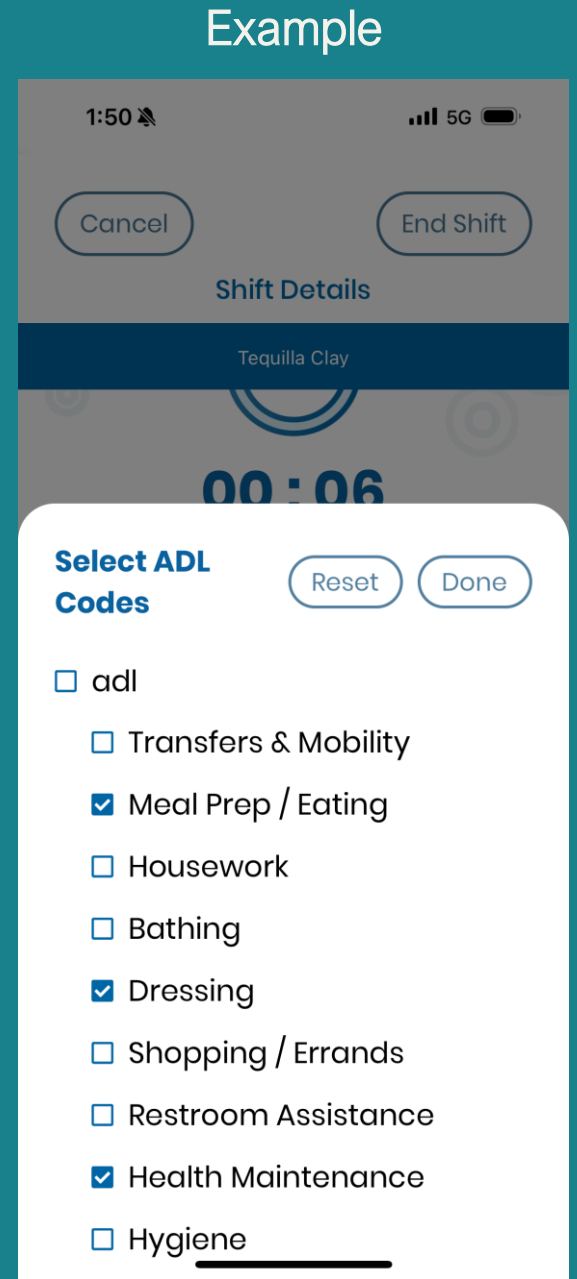 Example
1:50
5G
Cancel
End Shift
Shift Details
Tequilla Clay
00 : 06
Select ADL
Codes
Reset
Done
adl
Transfers & Mobility
Meal Prep / Eating
Housework
Bathing
Dressing
Shopping / Errands
Restroom Assistance
Health Maintenance
Hygiene